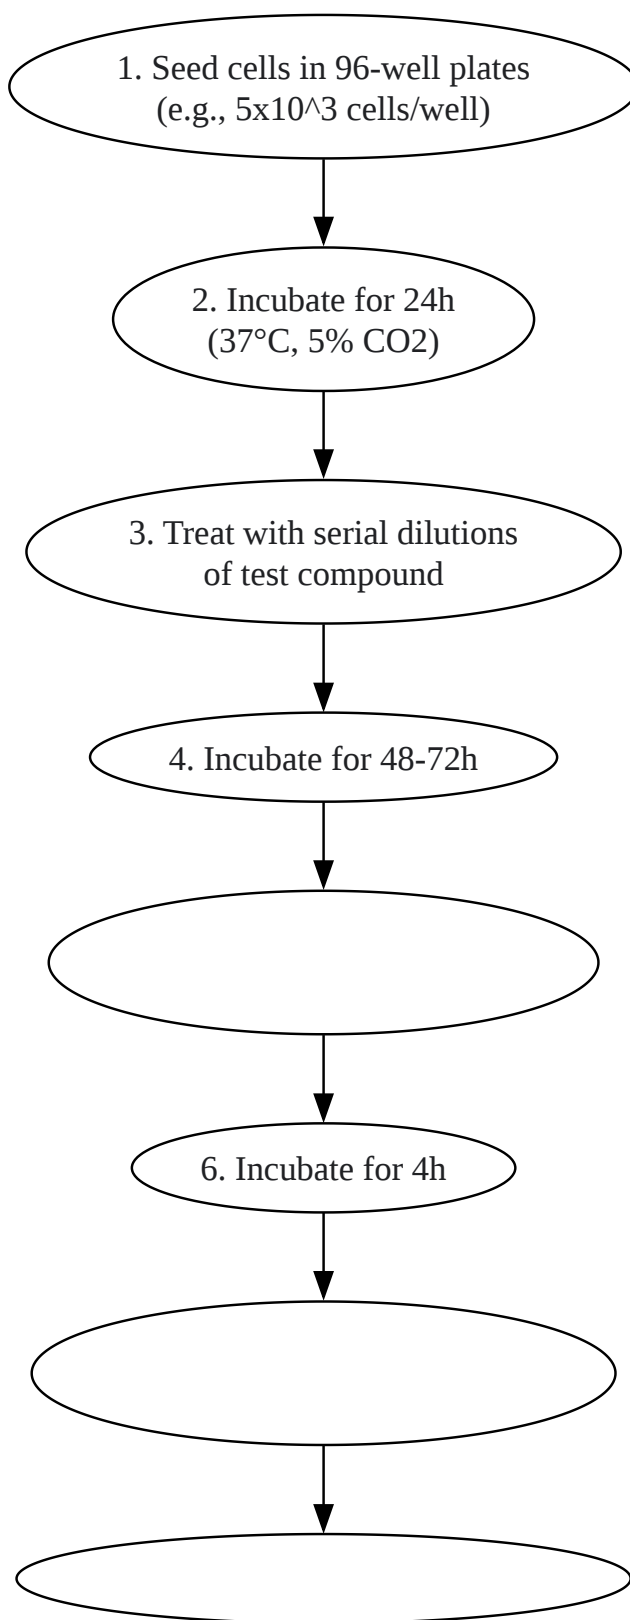 1. Seed cells in 96-well plates
(e.g., 5x10^3 cells/well)
2. Incubate for 24h
(37°C, 5% CO2)
3. Treat with serial dilutions
of test compound
4. Incubate for 48-72h
6. Incubate for 4h